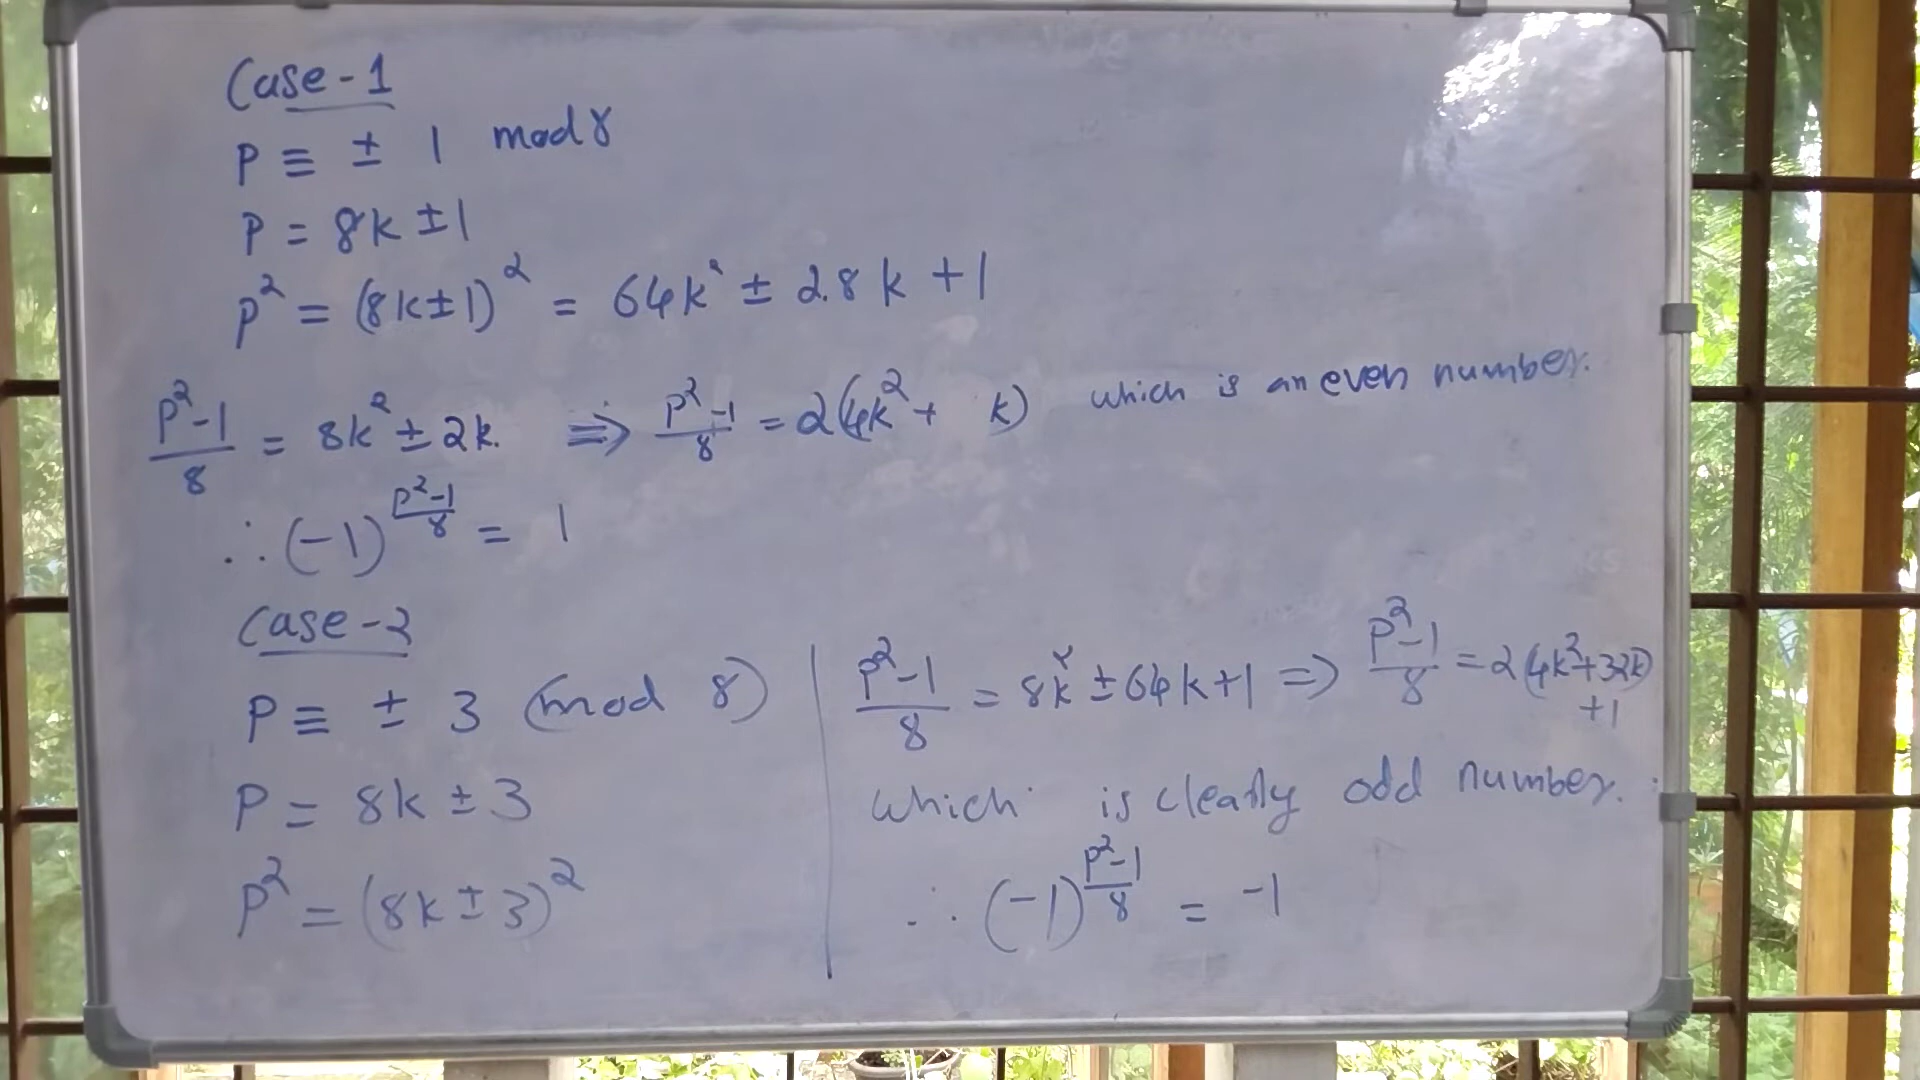 Case-1
P ≡ ± 1 mod 8
P = 8k ± 1
p² = (8k±1)² = 64k² ± 2.8k + 1
P²-1/8 = 8k² ± 2k. ⇒ P²-1/8 = 2(4k² + k) which is an even number.
∴ (-1)^(P²-1/8) = 1
Case-2
P ≡ ± 3 (mod 8)
P = 8k ± 3
P² = (8k ± 3)²
P²-1/8 = 8k² ± 64k+1 ⇒ P²-1/8 = 2(4k²+32k)
+1
which is clearly odd number.
∴ (-1)^(P²-1/8) = -1